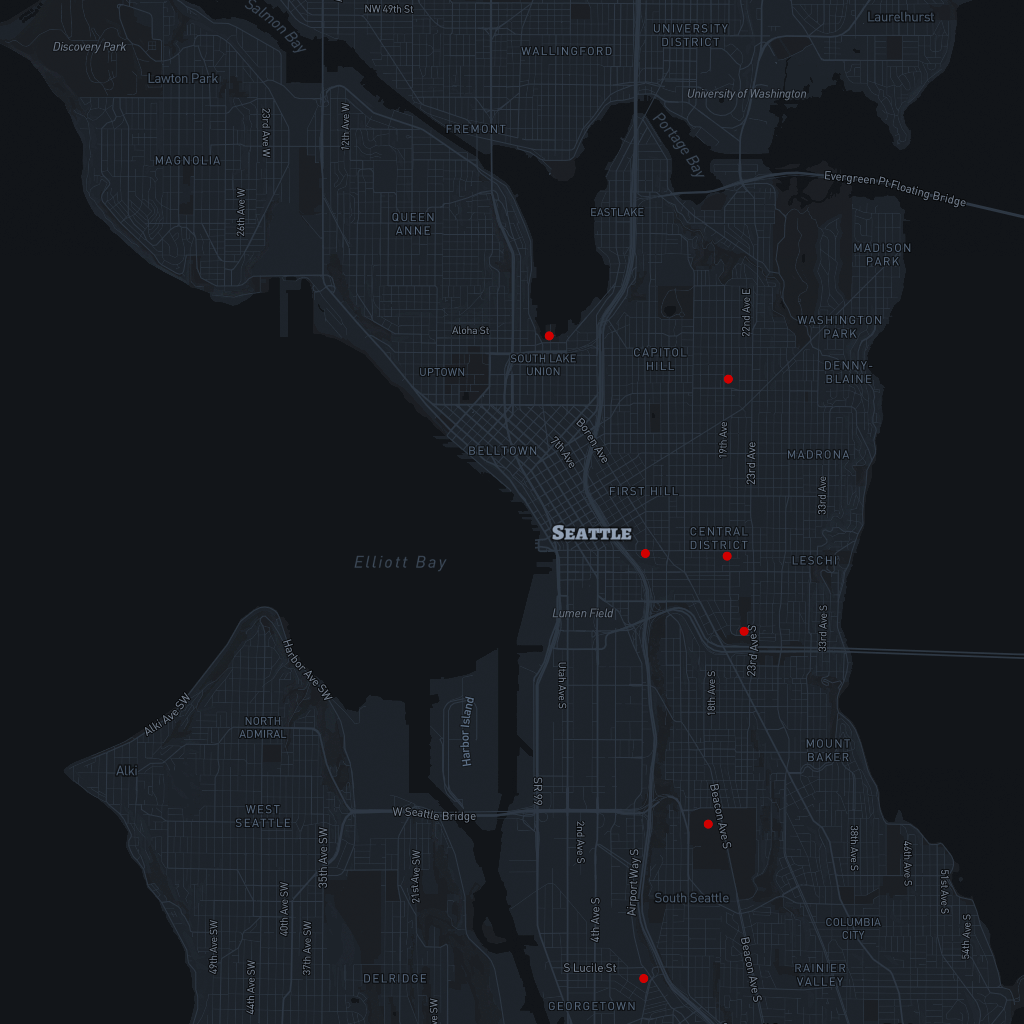 NW 49th St
Salmon Bay
Laurelhurst
UNIVERSITY
DISTRICT
Discovery Park
WALLINGFORD
Lawton Park
University of Washington
23rd Ave W
12th Ave W
FREMONT
Portage Bay
MAGNOLIA
Evergreen Pt Floating Bridge
26th Ave W
QUEEN
ANNE
EASTLAKE
MADISON
PARK
22nd Ave E
WASHINGTON
PARK
Aloha St
SOUTH LAKE
UNION
CAPITOL
HILL
UPTOWN
DENNY-
BLAINE
BELLTOWN
7th Ave
Boren Ave
19th Ave
23rd Ave
MADRONA
FIRST HILL
33rd Ave
SEATTLE
CENTRAL
DISTRICT
Elliott Bay
LESCHI
Lumen Field
33rd Ave S
23rd Ave S
Harbor Ave SW
Alki Ave SW
Utah Ave S
18th Ave S
NORTH
ADMIRAL
Harbor Island
MOUNT
BAKER
Alki
SR 99
WEST
SEATTLE
W Seattle Bridge
Beacon Ave S
2nd Ave S
38th Ave S
35th Ave SW
21st Ave SW
Airport Way S
46th Ave S
51st Ave S
South Seattle
40th Ave SW
4th Ave S
54th Ave S
COLUMBIA
CITY
49th Ave SW
37th Ave SW
Beacon Ave S
S Lucile St
RAINIER
VALLEY
44th Ave SW
DELRIDGE
GEORGETOWN
ve SW